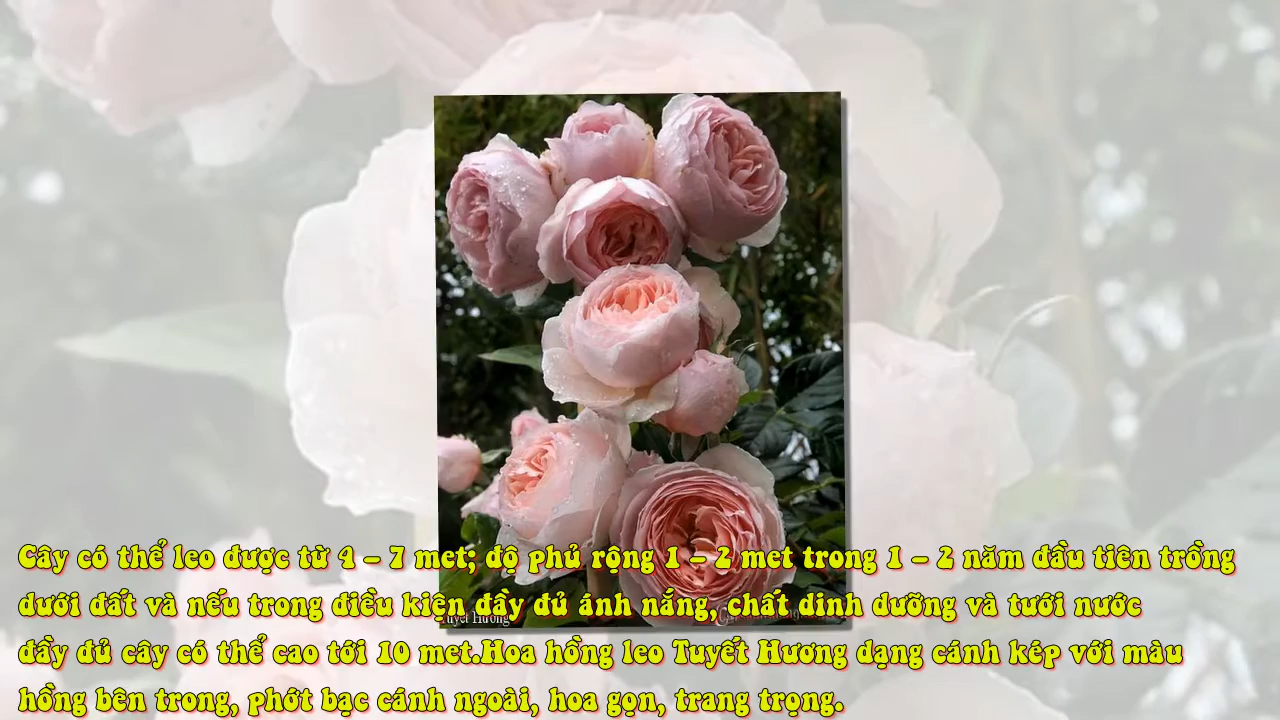 Cây có thể leo được từ 4 – 7 met; độ phủ rộng 1 – 2 met trong 1 – 2 năm đầu tiên trồng
dưới đất và nếu trong điều kiện đầy đủ ánh nắng, chất dinh dưỡng và tưới nước
đầy đủ cây có thể cao tới 10 met.Hoa hồng leo Tuyết Hương dạng cánh kép với màu
hồng bên trong, phớt bạc cánh ngoài, hoa gọn, trang trọng.
Tuyết Hương